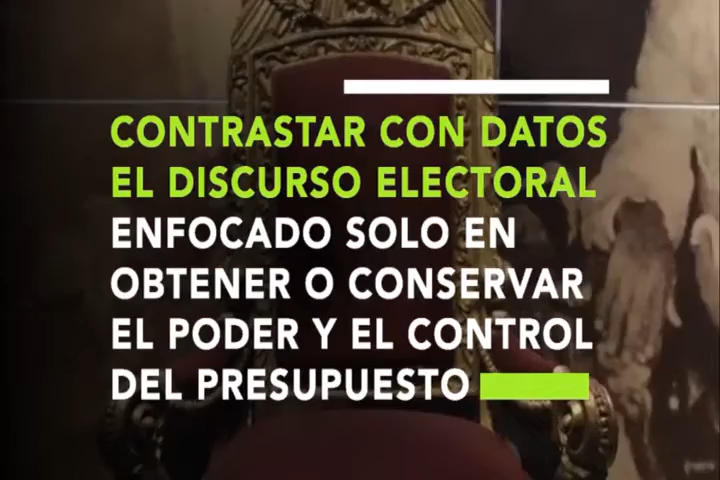 CONTRASTAR CON DATOS
EL DISCURSO ELECTORAL
ENFOCADO SOLO EN
OBTENER O CONSERVAR
EL PODER Y EL CONTROL
DEL PRESUPUESTO